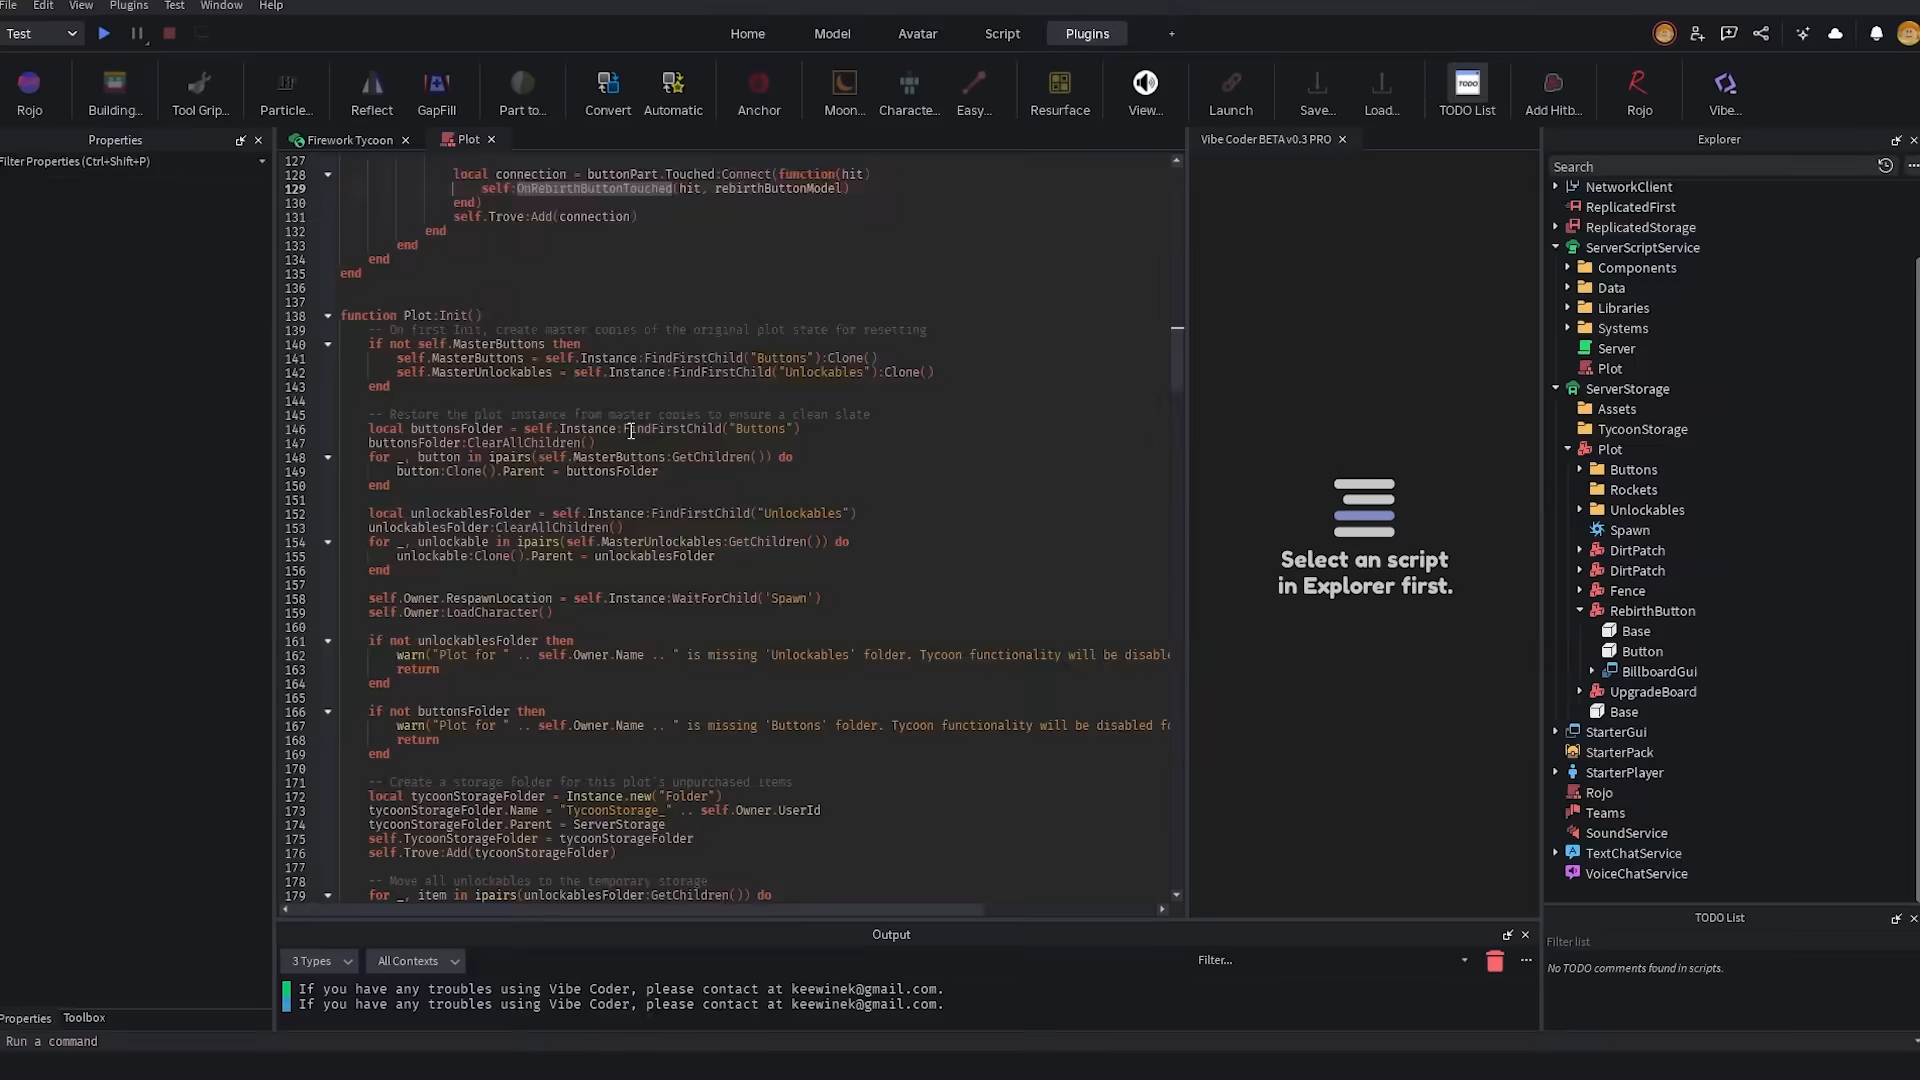 File Edit View Plugins Test Window Help
Test
Home Model Avatar Script Plugins +
Rojo Building... Tool Grip... Particle... Reflect GapFill Part to... Convert Automatic Anchor Moon... Characte... Easy... Resurface View... Launch Save... Load... TODO List Add Hitb... Rojo Vibe...
Properties
Filter Properties (Ctrl+Shift+P)
Firework Tycoon
Plot
127
128 local connection = buttonPart.Touched:Connect(function(hit)
129 self:OnRebirthButtonTouched(hit, rebirthButtonModel)
130 end)
131 self.Trove:Add(connection)
132 end
133 end
134 end
135 end
136
137
138 function Plot:Init()
139 -- On first Init, create master copies of the original plot state for resetting
140 if not self.MasterButtons then
141 self.MasterButtons = self.Instance:FindFirstChild("Buttons"):Clone()
142 self.MasterUnlockables = self.Instance:FindFirstChild("Unlockables"):Clone()
143 end
144
145 -- Restore the plot instance from master copies to ensure a clean slate
146 local buttonsFolder = self.Instance:FindFirstChild("Buttons")
147 buttonsFolder:ClearAllChildren()
148 for _, button in ipairs(self.MasterButtons:GetChildren()) do
149 button:Clone().Parent = buttonsFolder
150 end
151
152 local unlockablesFolder = self.Instance:FindFirstChild("Unlockables")
153 unlockablesFolder:ClearAllChildren()
154 for _, unlockable in ipairs(self.MasterUnlockables:GetChildren()) do
155 unlockable:Clone().Parent = unlockablesFolder
156 end
157
158 self.Owner.RespawnLocation = self.Instance:WaitForChild('Spawn')
159 self.Owner:LoadCharacter()
160
161 if not unlockablesFolder then
162 warn("Plot for " .. self.Owner.Name .. " is missing 'Unlockables' folder. Tycoon functionality will be disable
163 return
164 end
165
166 if not buttonsFolder then
167 warn("Plot for " .. self.Owner.Name .. " is missing 'Buttons' folder. Tycoon functionality will be disabled fo
168 return
169 end
170
171 -- Create a storage folder for this plot's unpurchased items
172 local tycoonStorageFolder = Instance.new("Folder")
173 tycoonStorageFolder.Name = "TycoonStorage_" .. self.Owner.UserId
174 tycoonStorageFolder.Parent = ServerStorage
175 self.TycoonStorageFolder = tycoonStorageFolder
176 self.Trove:Add(tycoonStorageFolder)
177
178 -- Move all unlockables to the temporary storage
179 for _, item in ipairs(unlockablesFolder:GetChildren()) do
Vibe Coder BETA v0.3 PRO
Select an script
in Explorer first.
Explorer
Search
NetworkClient
ReplicatedFirst
ReplicatedStorage
ServerScriptService
Components
Data
Libraries
Systems
Server
Plot
ServerStorage
Assets
TycoonStorage
Plot
Buttons
Rockets
Unlockables
Spawn
DirtPatch
DirtPatch
Fence
RebirthButton
Base
Button
BillboardGui
UpgradeBoard
Base
StarterGui
StarterPack
StarterPlayer
Rojo
Teams
SoundService
TextChatService
VoiceChatService
TODO List
Filter list
No TODO comments found in scripts.
Output
3 Types
All Contexts
Filter...
If you have any troubles using Vibe Coder, please contact at keewinek@gmail.com.
If you have any troubles using Vibe Coder, please contact at keewinek@gmail.com.
Properties Toolbox
Run a command